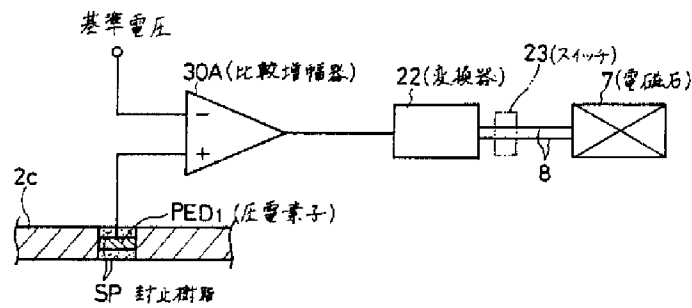 基準電圧
30A(比較増幅器)
22(変換器)
23(スイッチ)
7(電磁石)
−
+
8
2c
PED1(圧電素子)
SP 封止樹脂